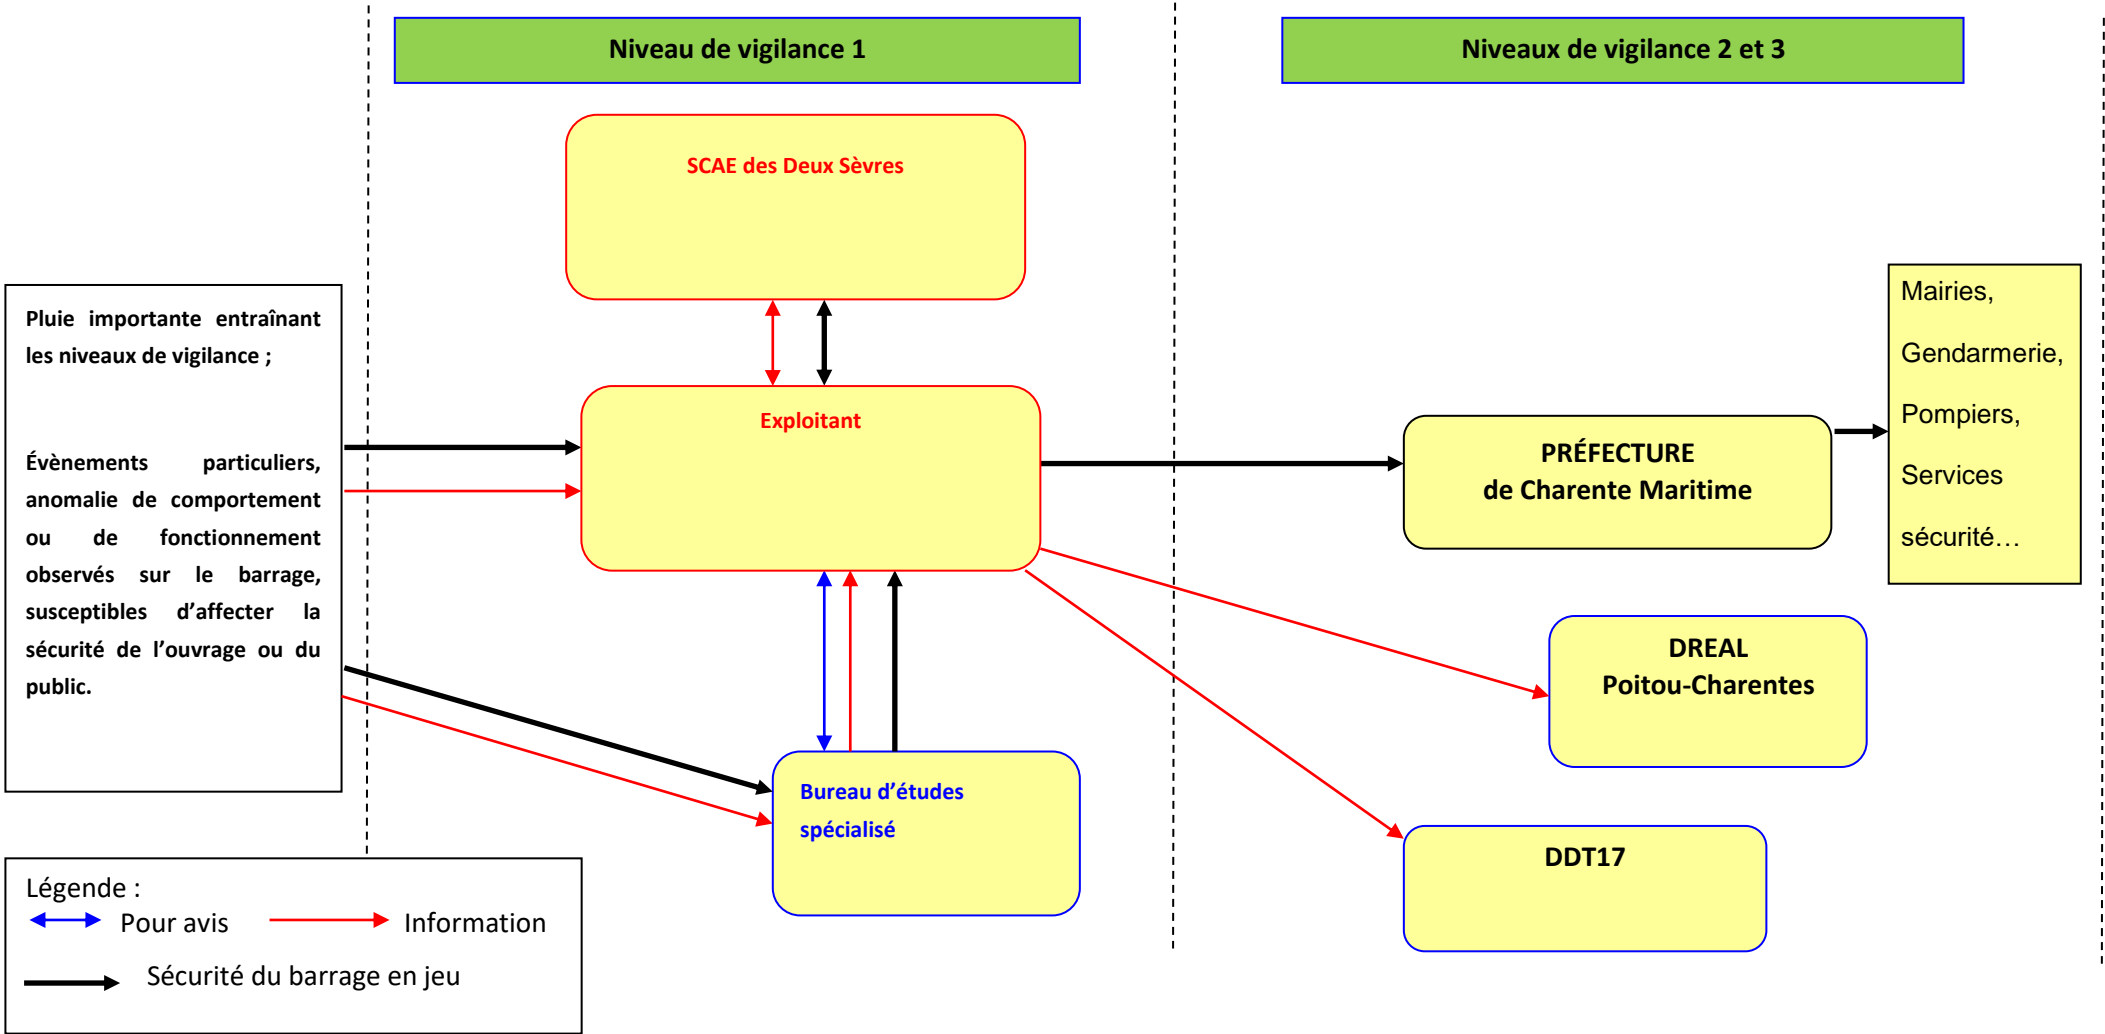 Niveau de vigilance 1
Niveaux de vigilance 2 et 3
SCAE des Deux Sèvres
Pluie importante entraînant
les niveaux de vigilance ;
Évènements particuliers,
anomalie de comportement
ou de fonctionnement
observés sur le barrage,
susceptibles d’affecter la
sécurité de l’ouvrage ou du
public.
Exploitant
Bureau d’études
spécialisé
PRÉFECTURE
de Charente Maritime
Mairies,
Gendarmerie,
Pompiers,
Services
sécurité…
DREAL
Poitou-Charentes
DDT17
Légende :
Pour avis
Information
Sécurité du barrage en jeu